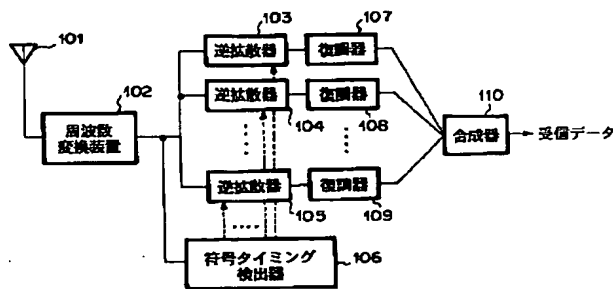 101
102
周波数
変換装置
103
逆拡散器
107
復調器
逆拡散器
104
復調器
108
逆拡散器
105
復調器
109
110
合成器
受信データ
符号タイミング
検出器
106